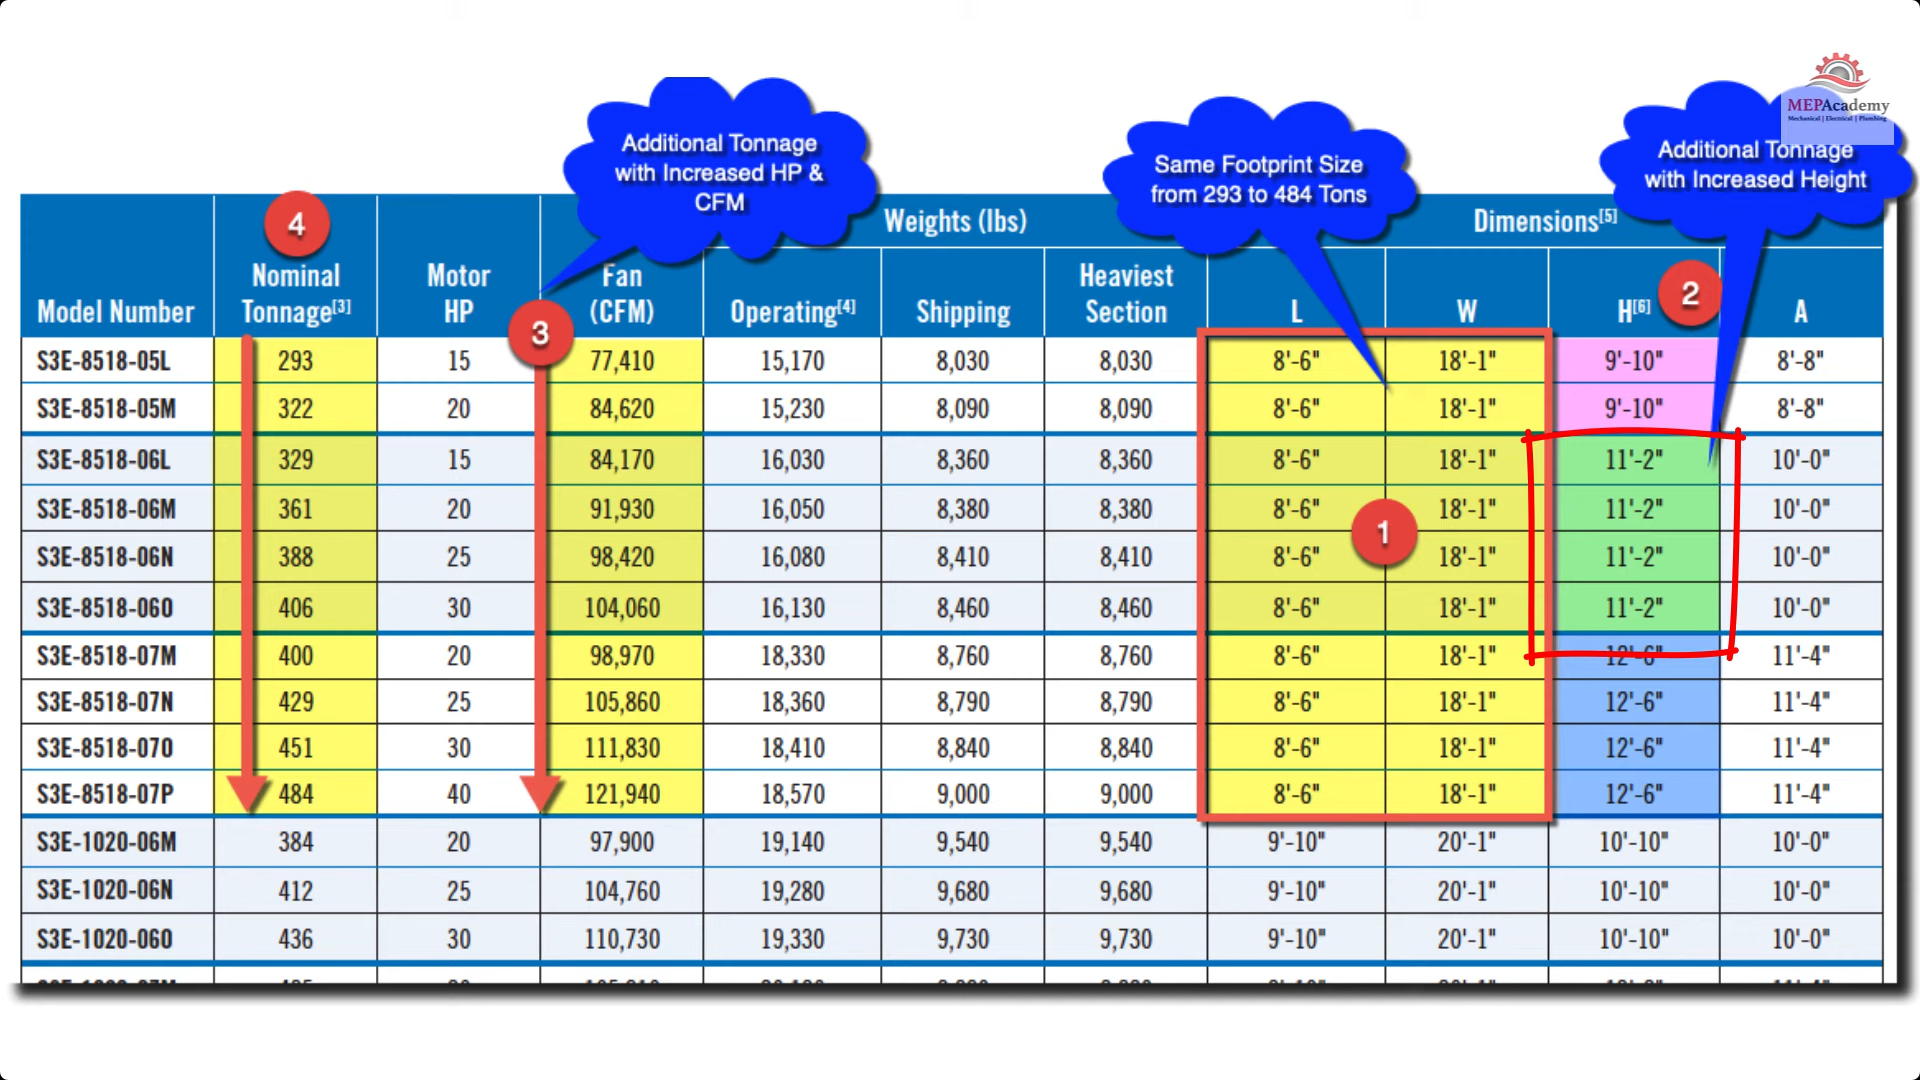 MEPAcademy
Mechanical | Electrical | Plumbing
Additional Tonnage
with Increased HP &
CFM
Same Footprint Size
from 293 to 484 Tons
Additional Tonnage
with Increased Height
4
3
1
2
Weights (lbs)
Dimensions[5]
Model Number
Nominal Tonnage[3]
Motor HP
Fan (CFM)
Operating[4]
Shipping
Heaviest Section
L
W
H[6]
A
S3E-8518-05L 293 15 77,410 15,170 8,030 8,030 8'-6" 18'-1" 9'-10" 8'-8"
S3E-8518-05M 322 20 84,620 15,230 8,090 8,090 8'-6" 18'-1" 9'-10" 8'-8"
S3E-8518-06L 329 15 84,170 16,030 8,360 8,360 8'-6" 18'-1" 11'-2" 10'-0"
S3E-8518-06M 361 20 91,930 16,050 8,380 8,380 8'-6" 18'-1" 11'-2" 10'-0"
S3E-8518-06N 388 25 98,420 16,080 8,410 8,410 8'-6" 18'-1" 11'-2" 10'-0"
S3E-8518-06O 406 30 104,060 16,130 8,460 8,460 8'-6" 18'-1" 11'-2" 10'-0"
S3E-8518-07M 400 20 98,970 18,330 8,760 8,760 8'-6" 18'-1" 12'-6" 11'-4"
S3E-8518-07N 429 25 105,860 18,360 8,790 8,790 8'-6" 18'-1" 12'-6" 11'-4"
S3E-8518-07O 451 30 111,830 18,410 8,840 8,840 8'-6" 18'-1" 12'-6" 11'-4"
S3E-8518-07P 484 40 121,940 18,570 9,000 9,000 8'-6" 18'-1" 12'-6" 11'-4"
S3E-1020-06M 384 20 97,900 19,140 9,540 9,540 9'-10" 20'-1" 10'-10" 10'-0"
S3E-1020-06N 412 25 104,760 19,280 9,680 9,680 9'-10" 20'-1" 10'-10" 10'-0"
S3E-1020-06O 436 30 110,730 19,330 9,730 9,730 9'-10" 20'-1" 10'-10" 10'-0"